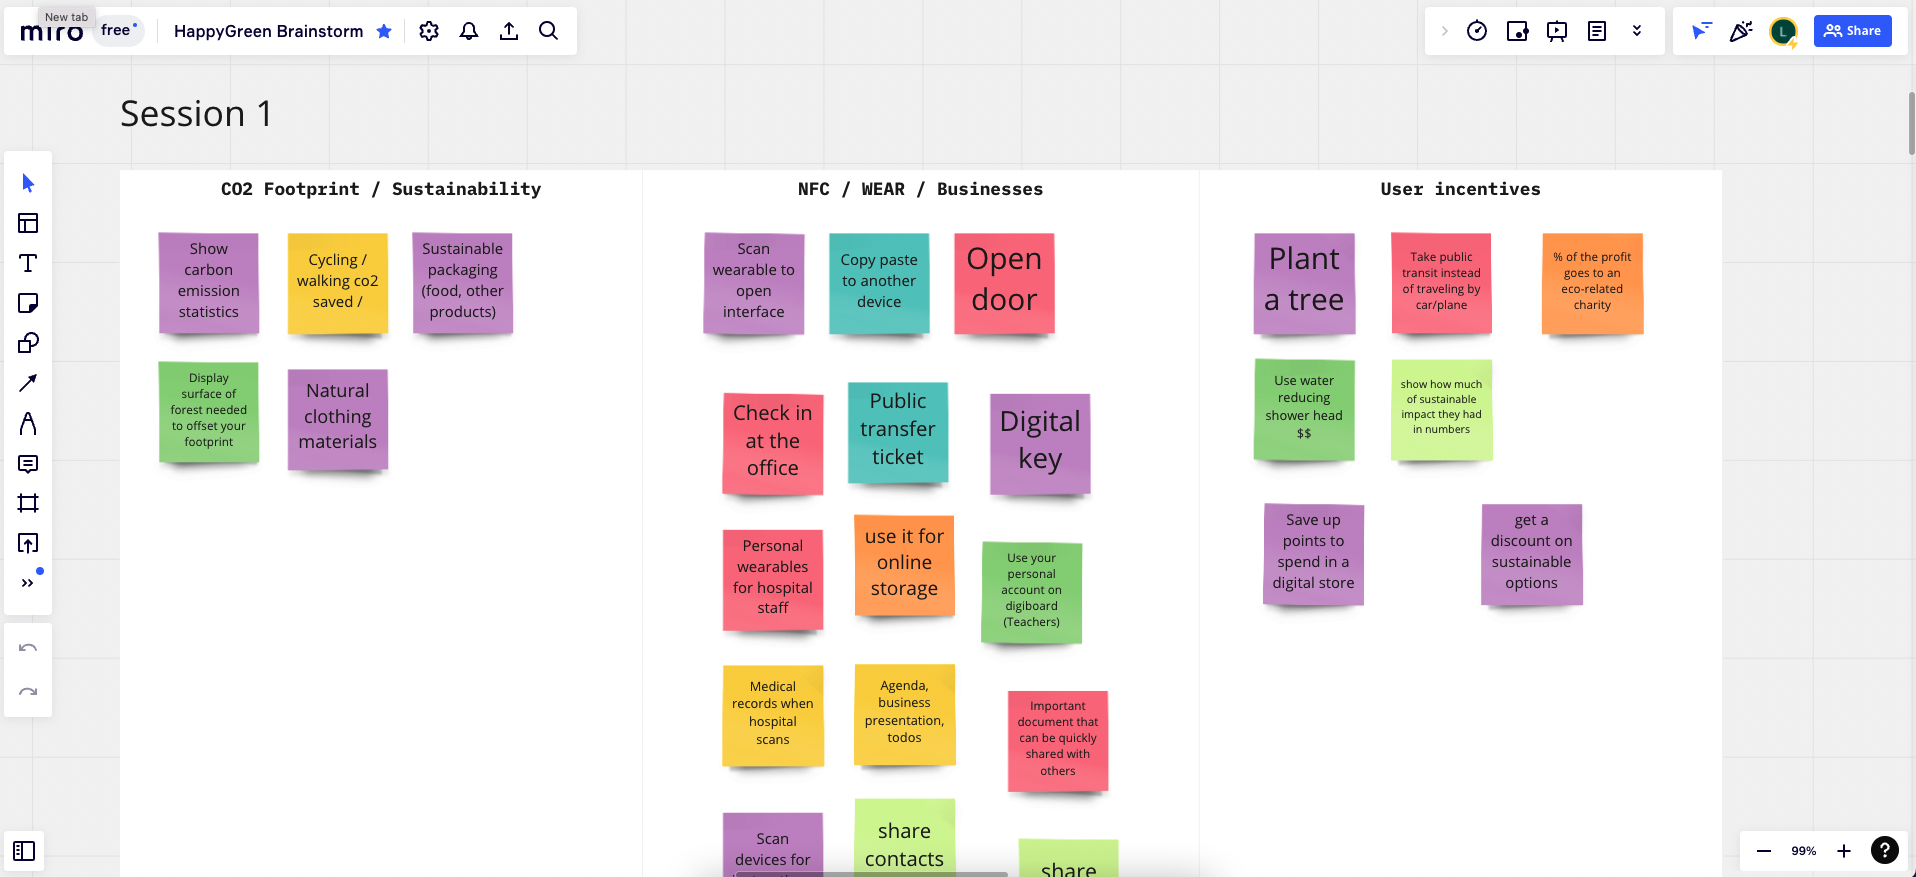 New tab
miro
free
HappyGreen Brainstorm
L
Share
Session 1
CO2 Footprint / Sustainability
Show
carbon
emission
statistics
Cycling /
walking co2
saved /
Sustainable
packaging
(food, other
products)
Display
surface of
forest needed
to offset your
footprint
Natural
clothing
materials
NFC / WEAR / Businesses
Scan
wearable to
open
interface
Copy paste
to another
device
Open
door
Check in
at the
office
Public
transfer
ticket
Digital
key
Personal
wearables
for hospital
staff
use it for
online
storage
Use your
personal
account on
digiboard
(Teachers)
Medical
records when
hospital
scans
Agenda,
business
presentation,
todos
Important
document that
can be quickly
shared with
others
Scan
devices for
share
contacts
share
User incentives
Plant
a tree
Take public
transit instead
of traveling by
car/plane
% of the profit
goes to an
eco-related
charity
Use water
reducing
shower head
$$
show how much
of sustainable
impact they had
in numbers
Save up
points to
spend in a
digital store
get a
discount on
sustainable
options
99%
?